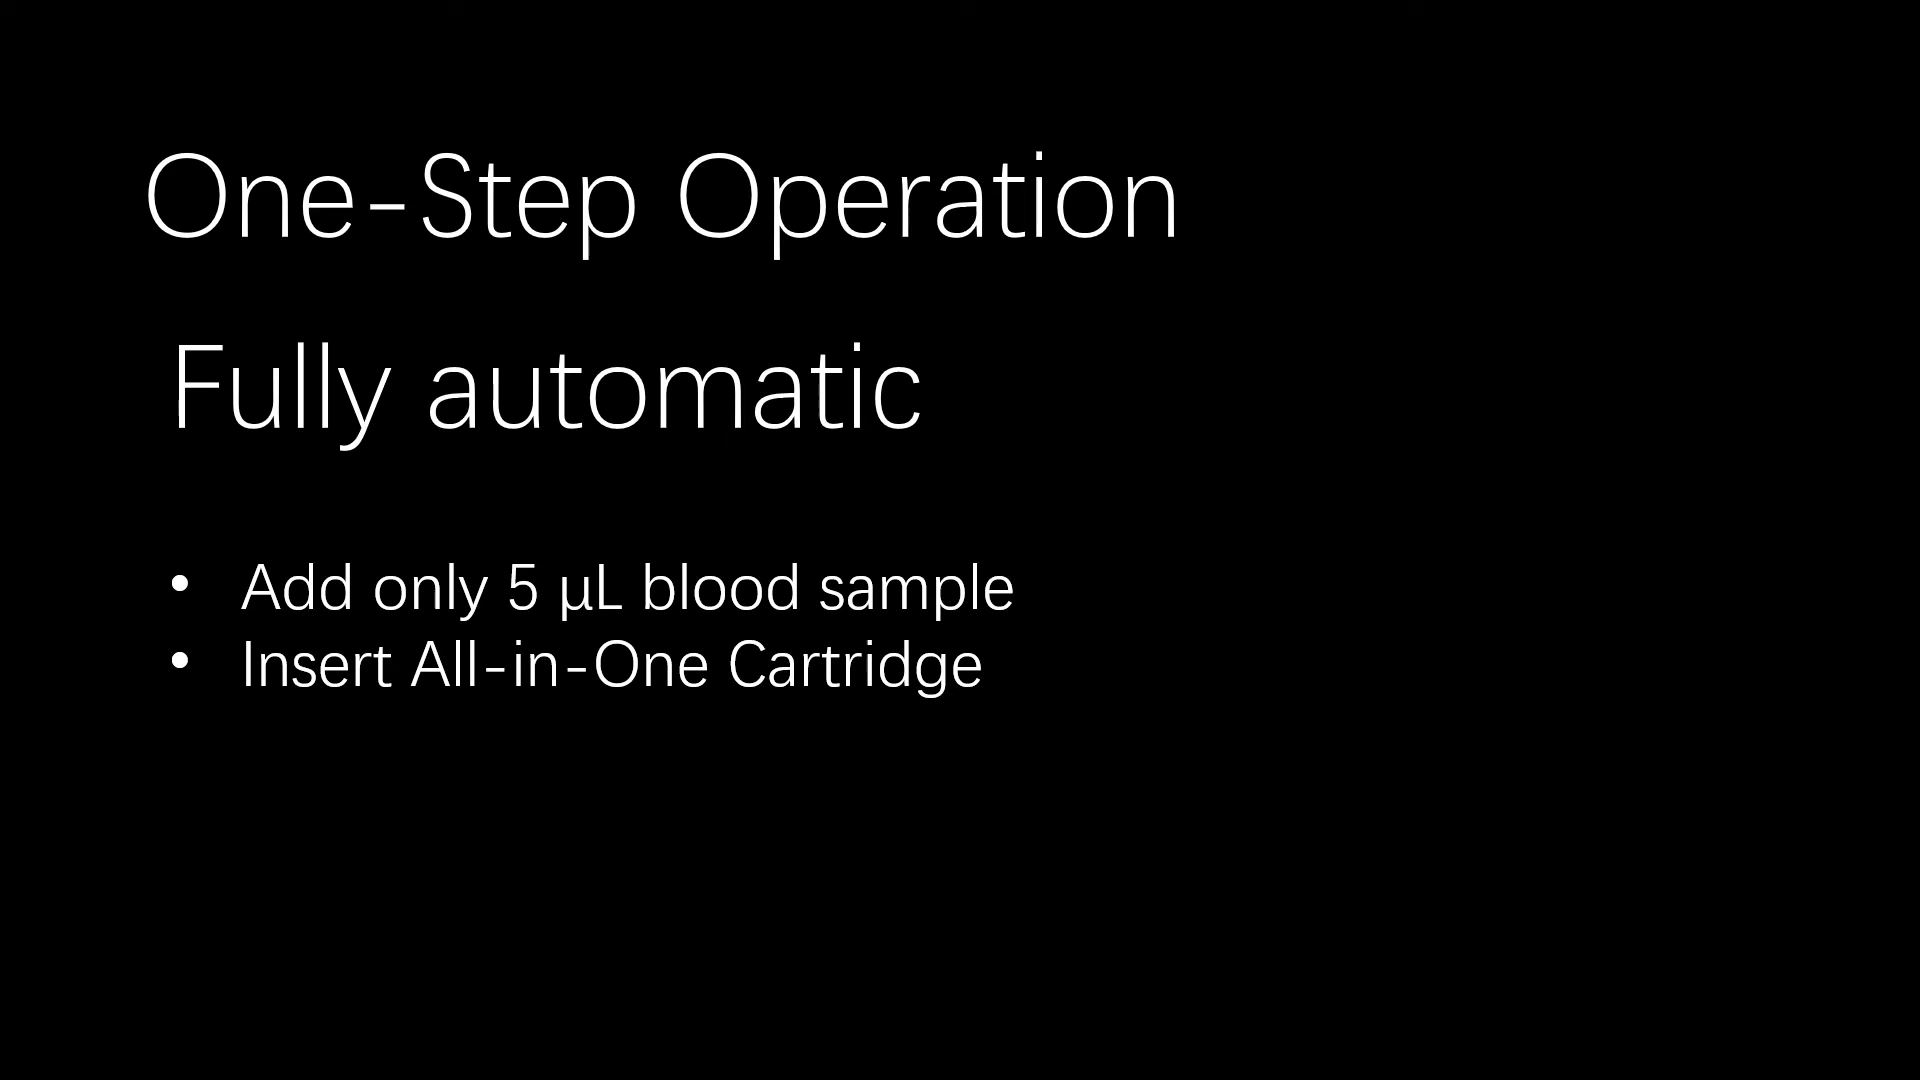 One-Step Operation
Fully automatic
• Add only 5 µL blood sample
• Insert All-in-One Cartridge